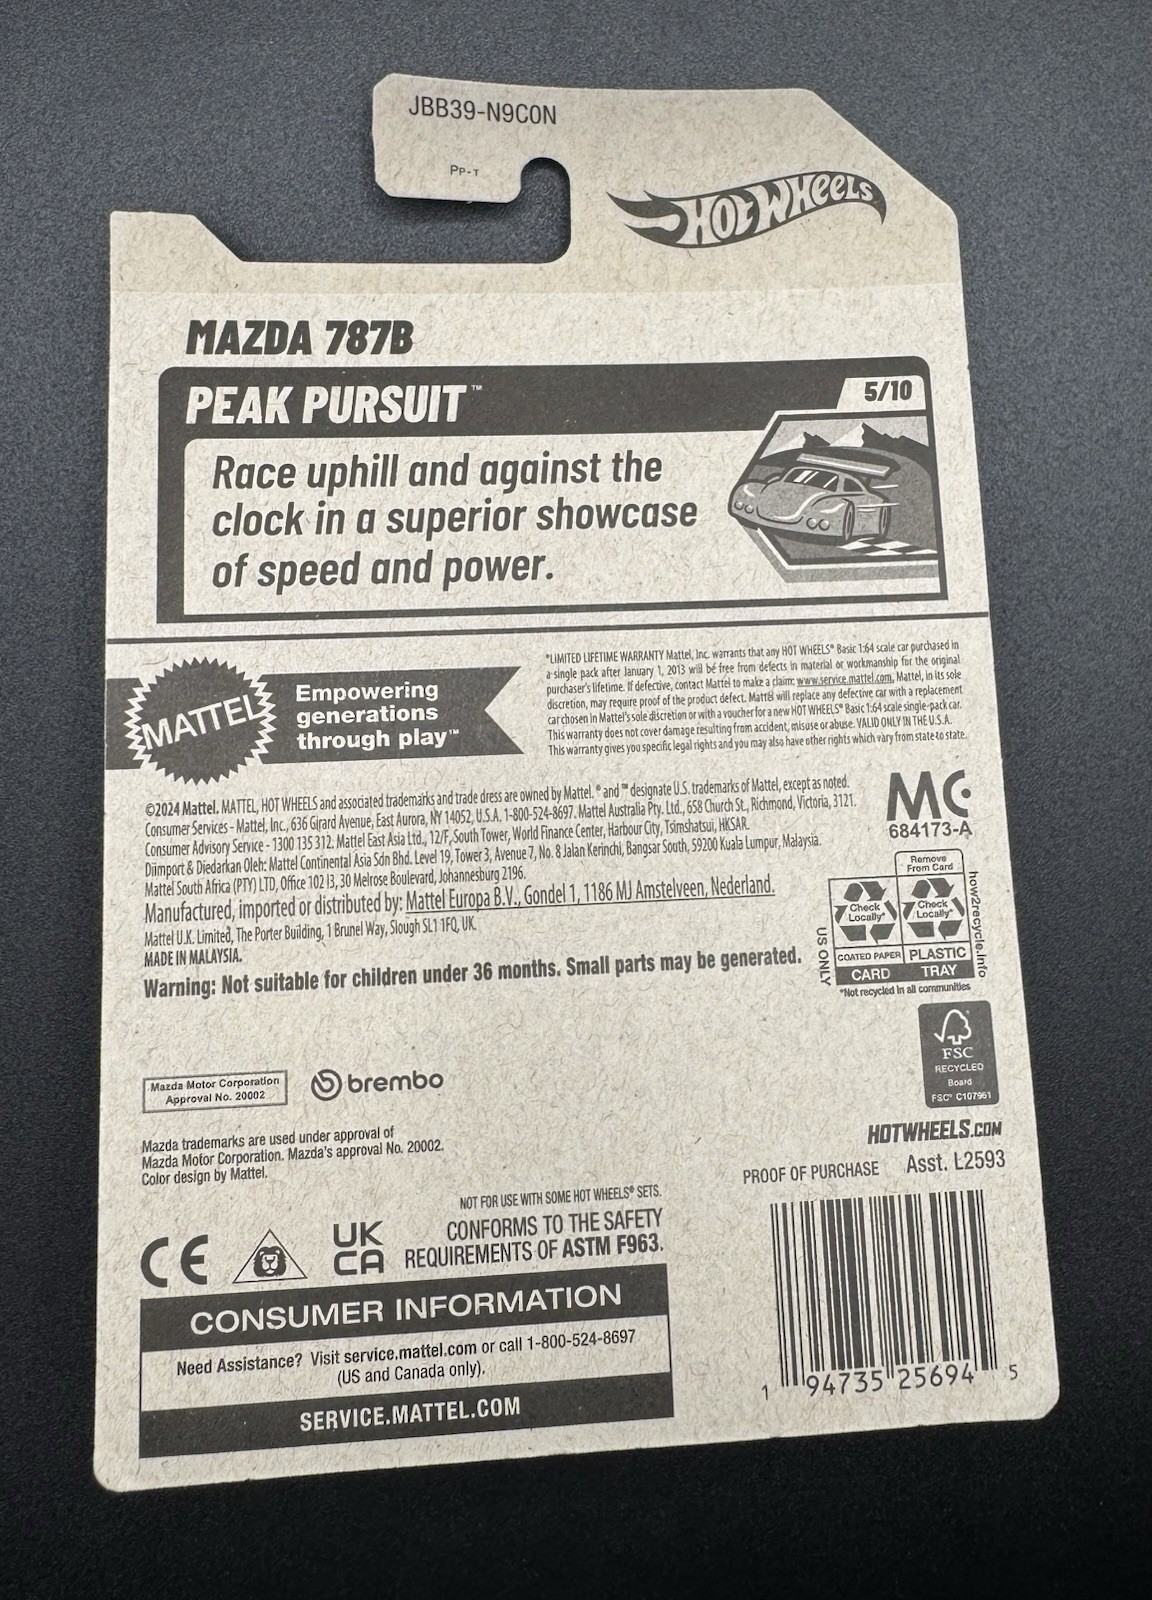 JBB39-N9C0N
PP-T
HOT WHEELS
MAZDA 787B
PEAK PURSUIT™
5/10
Race uphill and against the
clock in a superior showcase
of speed and power.
MATTEL
Empowering
generations
through play™
*LIMITED LIFETIME WARRANTY Mattel, Inc. warrants that any HOT WHEELS® Basic 1:64 scale car purchased in
a single pack after January 1, 2013 will be free from defects in material or workmanship for the original
purchaser's lifetime. If defective, contact Mattel to make a claim: www.service.mattel.com. Mattel, in its sole
discretion, may require proof of the product defect. Mattel will replace any defective car with a replacement
car chosen in Mattel's sole discretion or with a voucher for a new HOT WHEELS® Basic 1:64 scale single-pack car.
This warranty does not cover damage resulting from accident, misuse or abuse. VALID ONLY IN THE U.S.A.
This warranty gives you specific legal rights and you may also have other rights which vary from state to state.
©2024 Mattel. MATTEL, HOT WHEELS and associated trademarks and trade dress are owned by Mattel. ® and ™ designate U.S. trademarks of Mattel, except as noted.
Consumer Services - Mattel, Inc., 636 Girard Avenue, East Aurora, NY 14052, U.S.A. 1-800-524-8697. Mattel Australia Pty. Ltd., 658 Church St., Richmond, Victoria, 3121.
Consumer Advisory Service - 1300 135 312. Mattel East Asia Ltd., 12/F, South Tower, World Finance Center, Harbour City, Tsimshatsui, HKSAR.
Diimport & Diedarkan Oleh: Mattel Continental Asia Sdn Bhd. Level 19, Tower 3, Avenue 7, No. 8 Jalan Kerinchi, Bangsar South, 59200 Kuala Lumpur, Malaysia.
Mattel South Africa (PTY) LTD, Office 102 I3, 30 Melrose Boulevard, Johannesburg 2196.
Manufactured, imported or distributed by: Mattel Europa B.V., Gondel 1, 1186 MJ Amstelveen, Nederland.
Mattel U.K. Limited, The Porter Building, 1 Brunel Way, Slough SL1 1FQ, UK.
MADE IN MALAYSIA.
Warning: Not suitable for children under 36 months. Small parts may be generated.
MC
684173-A
Remove
From Card
Check
Locally*
Check
Locally*
COATED PAPER
PLASTIC
CARD
TRAY
US ONLY
how2recycle.info
*Not recycled in all communities
FSC
RECYCLED
Board
FSC® C107961
Mazda Motor Corporation
Approval No. 20002
brembo
Mazda trademarks are used under approval of
Mazda Motor Corporation. Mazda's approval No. 20002.
Color design by Mattel.
HOTWHEELS.COM
PROOF OF PURCHASE
Asst. L2593
NOT FOR USE WITH SOME HOT WHEELS® SETS.
CONFORMS TO THE SAFETY
REQUIREMENTS OF ASTM F963.
CE
UK
CA
CONSUMER INFORMATION
Need Assistance? Visit service.mattel.com or call 1-800-524-8697
(US and Canada only).
SERVICE.MATTEL.COM
1 94735 25694 5